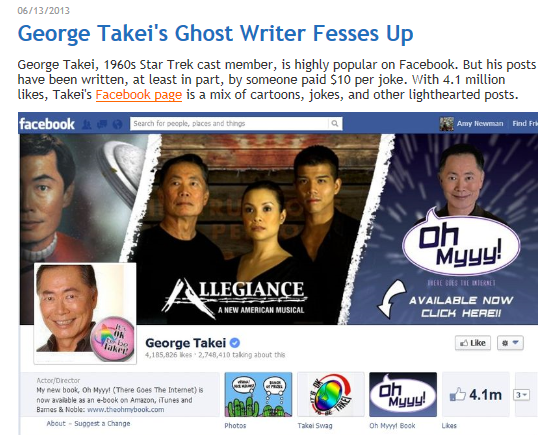 06/13/2013
George Takei's Ghost Writer Fesses Up
George Takei, 1960s Star Trek cast member, is highly popular on Facebook. But his posts
have been written, at least in part, by someone paid $10 per joke. With 4.1 million
likes, Takei's Facebook page is a mix of cartoons, jokes, and other lighthearted posts.
facebook
Search for people, places and things
Amy Newman
Find Fri
ALLEGIANCE
A NEW AMERICAN MUSICAL
Oh Myyy!
THERE GOES THE INTERNET
AVAILABLE NOW
CLICK HERE!!
It's OK to be Takei!
George Takei
4,185,826 likes · 2,748,410 talking about this
Like
Actor/Director
My new book, Oh Myyy! (There Goes The Internet) is
now available as an e-book on Amazon, iTunes and
Barnes & Noble: www.theohmybook.com
About – Suggest a Change
Photos
IT'S OK TO BE TAKEI
Takei Swag
Oh Myyy!
Oh Myyy! Book
4.1m
Likes
3